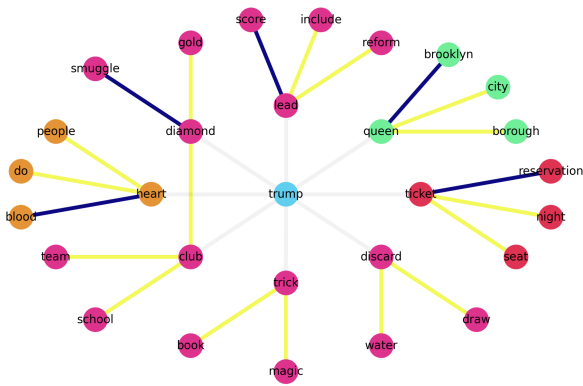 score
include
gold
reform
brooklyn
smuggle
city
lead
people
diamond
queen
borough
do
reservation
heart
trump
ticket
blood
night
team
club
discard
seat
trick
school
draw
book
water
magic